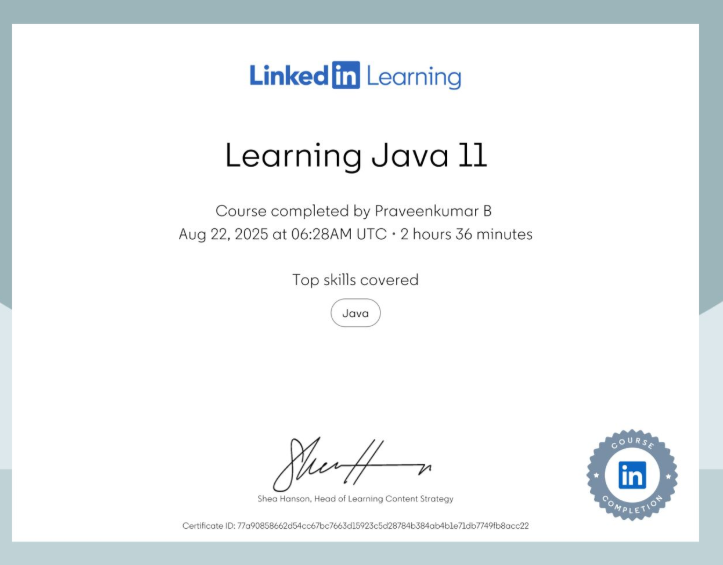 Linked in Learning
Learning Java 11
Course completed by Praveenkumar B
Aug 22, 2025 at 06:28AM UTC • 2 hours 36 minutes
Top skills covered
Java
Shea Hanson, Head of Learning Content Strategy
Certificate ID: 77a90858662d54cc67bc7663d15923c5d28784b384ab4b1e71db7749fb8acc22
COURSE
in
COMPLETION